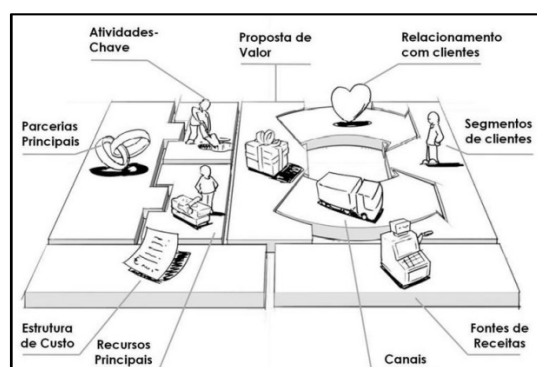 Atividades-
Chave
Proposta de
Valor
Relacionamento
com clientes
Parcerias
Principais
Segmentos
de clientes
Estrutura
de Custo
Recursos
Principais
Canais
Fontes de
Receitas